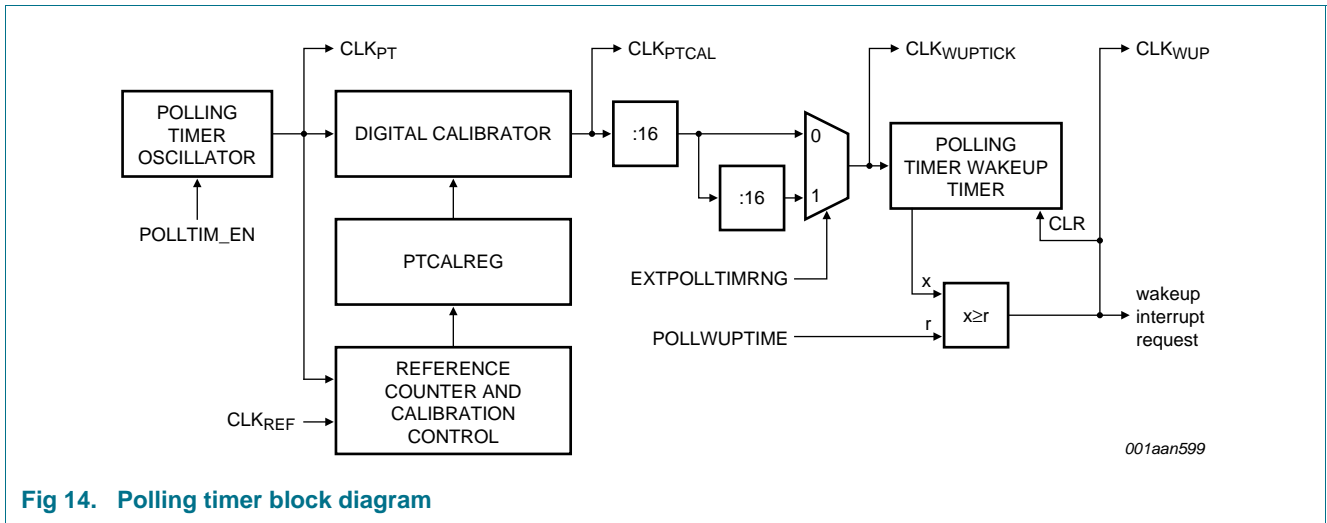 CLKPT
CLKPTCAL
CLKWUPTICK
CLKWUP
POLLING
TIMER
OSCILLATOR
DIGITAL CALIBRATOR
:16
0
:16
1
POLLING
TIMER WAKEUP
TIMER
CLR
POLLTIM_EN
PTCALREG
EXTPOLLTIMRNG
x
x≥r
r
POLLWUPTIME
wakeup
interrupt
request
REFERENCE
COUNTER AND
CALIBRATION
CONTROL
CLKREF
001aan599
Fig 14. Polling timer block diagram